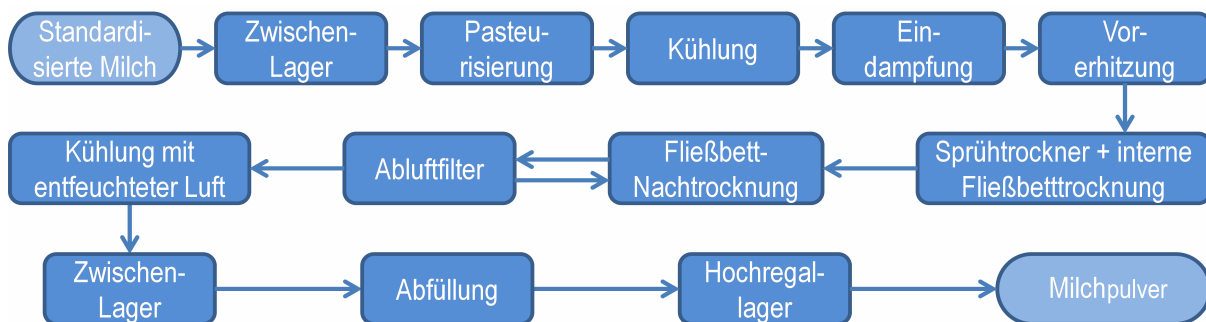 Standardi-
sierte Milch
Zwischen-
Lager
Pasteu-
risierung
Kühlung
Ein-
dampfung
Vor-
erhitzung
Kühlung mit
entfeuchteter Luft
Abluftfilter
Fließbett-
Nachtrocknung
Sprühtrockner + interne
Fließbetttrocknung
Zwischen-
Lager
Abfüllung
Hochregal-
lager
Milchpulver